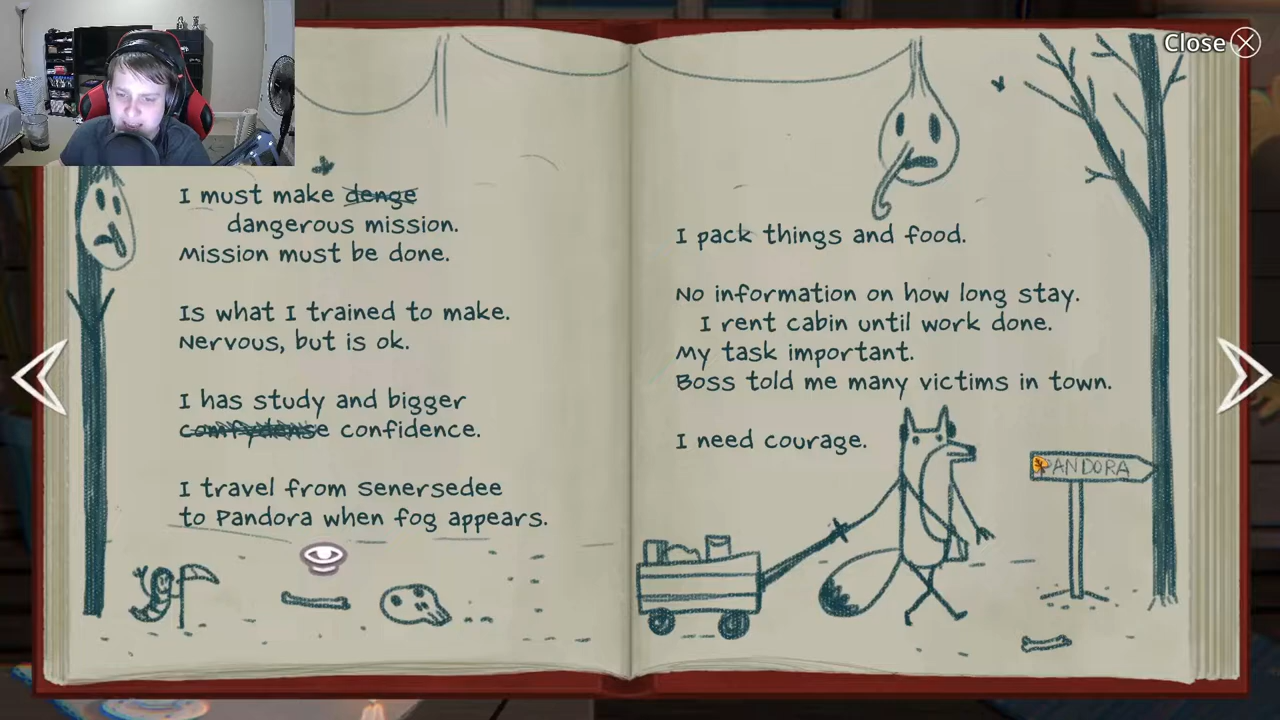 Close
I must make denge
dangerous mission.
Mission must be done.
Is what I trained to make.
Nervous, but is ok.
I has study and bigger
comfydense confidence.
I travel from Senersedee
to Pandora when fog appears.
I pack things and food.
No information on how long stay.
I rent cabin until work done.
My task important.
Boss told me many victims in town.
I need courage.
PANDORA